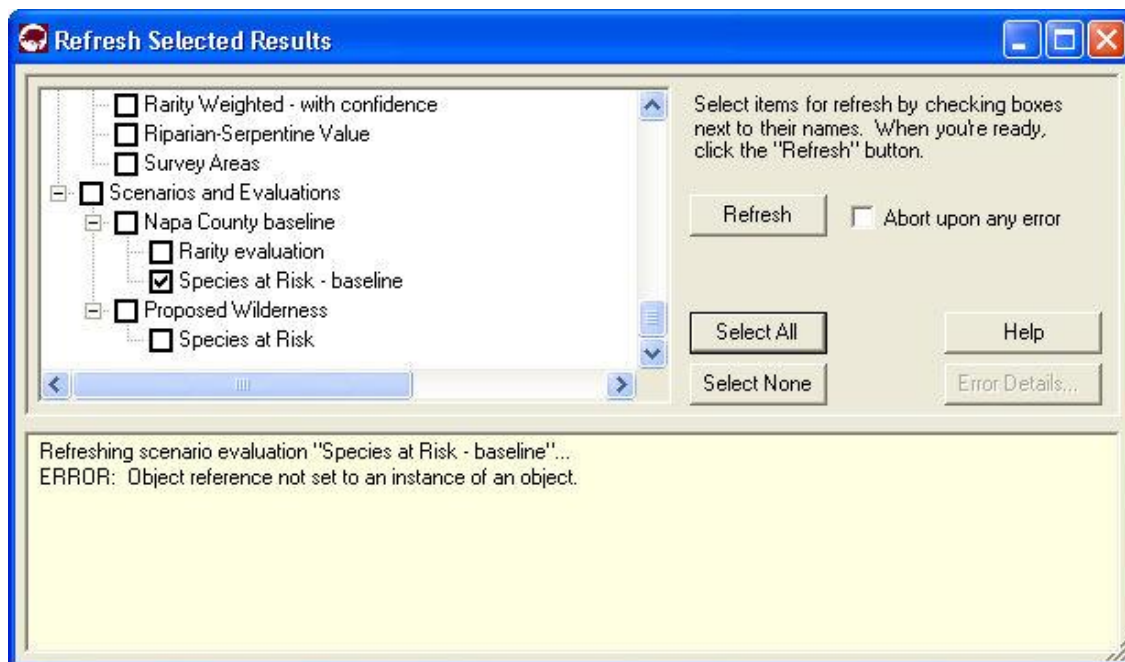 Refresh Selected Results
Rarity Weighted - with confidence
Riparian-Serpentine Value
Survey Areas
Scenarios and Evaluations
Napa County baseline
Rarity evaluation
Species at Risk - baseline
Proposed Wilderness
Species at Risk
Select items for refresh by checking boxes
next to their names. When you're ready,
click the "Refresh" button.
Refresh
Abort upon any error
Select All
Help
Select None
Error Details...
Refreshing scenario evaluation "Species at Risk - baseline"...
ERROR: Object reference not set to an instance of an object.